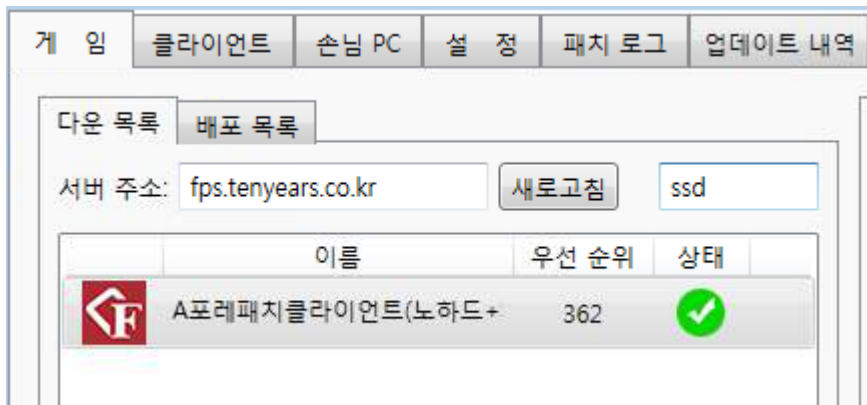 게 임 클라이언트 손님 PC 설 정 패치 로그 업데이트 내역
다운 목록 배포 목록
서버 주소: fps.tenyears.co.kr 새로고침 ssd
이름 우선 순위 상태
F A포레패치클라이언트(노하드+ 362